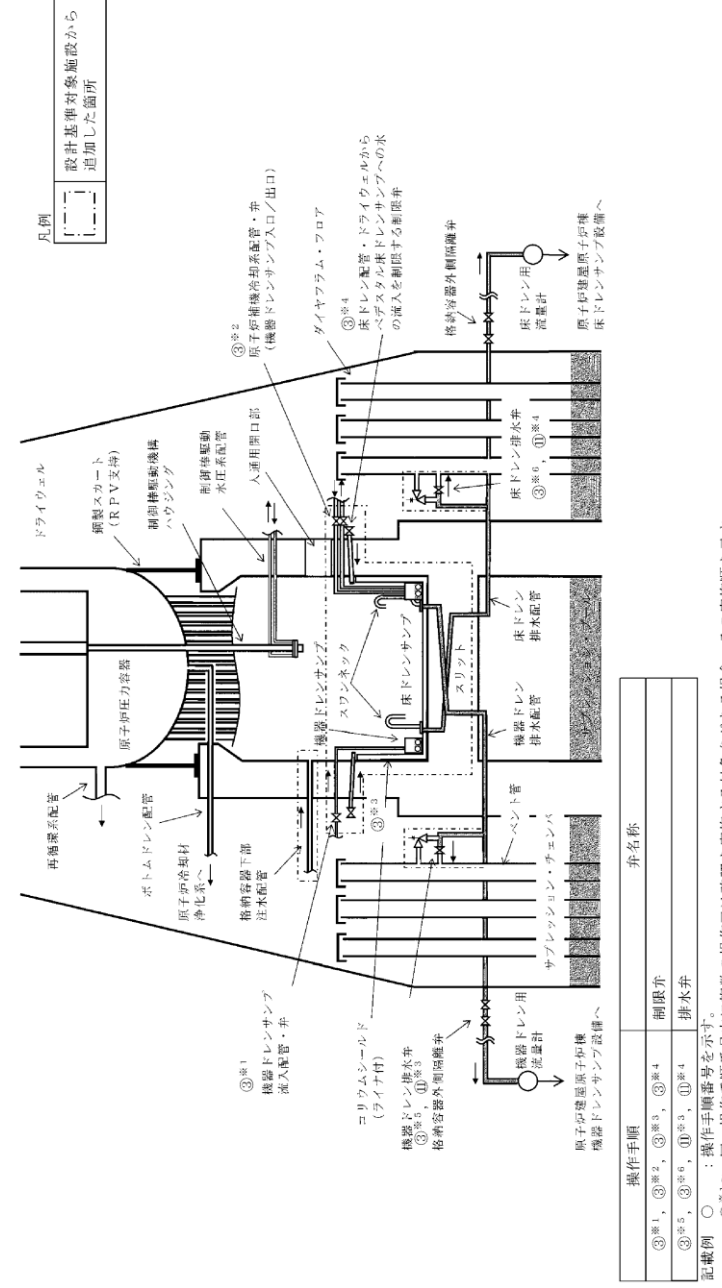 凡例
設計基準対象施設から
追加した箇所
ドライウェル
鋼製スカート
（ＲＰＶ支持）
制御棒駆動機構
ハウジング
制御棒駆動
水圧系配管
人通用開口部
③※２
原子炉補機冷却系配管・弁
（機器ドレンサンプ入口／出口）
ダイヤフラム・フロア
③※４
床ドレン配管・ドライウェルから
ペデスタル床ドレンサンプへの水
の流入を制限する制限弁
格納容器外側隔離弁
床ドレン用
流量計
原子炉建屋原子炉棟
床ドレンサンプ設備へ
床ドレン排水弁
③※６，⑪※４
再循環系配管
原子炉圧力容器
ボトムドレン配管
原子炉冷却材
浄化系へ
格納容器下部
注水配管
機器ドレンサンプ
スワンネック
床ドレンサンプ
スリット
床ドレン
排水配管
機器ドレン
排水配管
サプレッション・プール
③※３
③※１
機器ドレンサンプ
流入配管・弁
コリウムシールド
（ライナ付）
機器ドレン排水弁
③※５，⑪※３
格納容器外側隔離弁
ベント管
サプレッション・チェンバ
機器ドレン用
流量計
原子炉建屋原子炉棟
機器ドレンサンプ設備へ
操作手順
弁名称
③※１，③※２，③※３，③※４
制限弁
③※５，③※６，⑪※３，⑪※４
排水弁
記載例　○　：操作手順番号を示す。